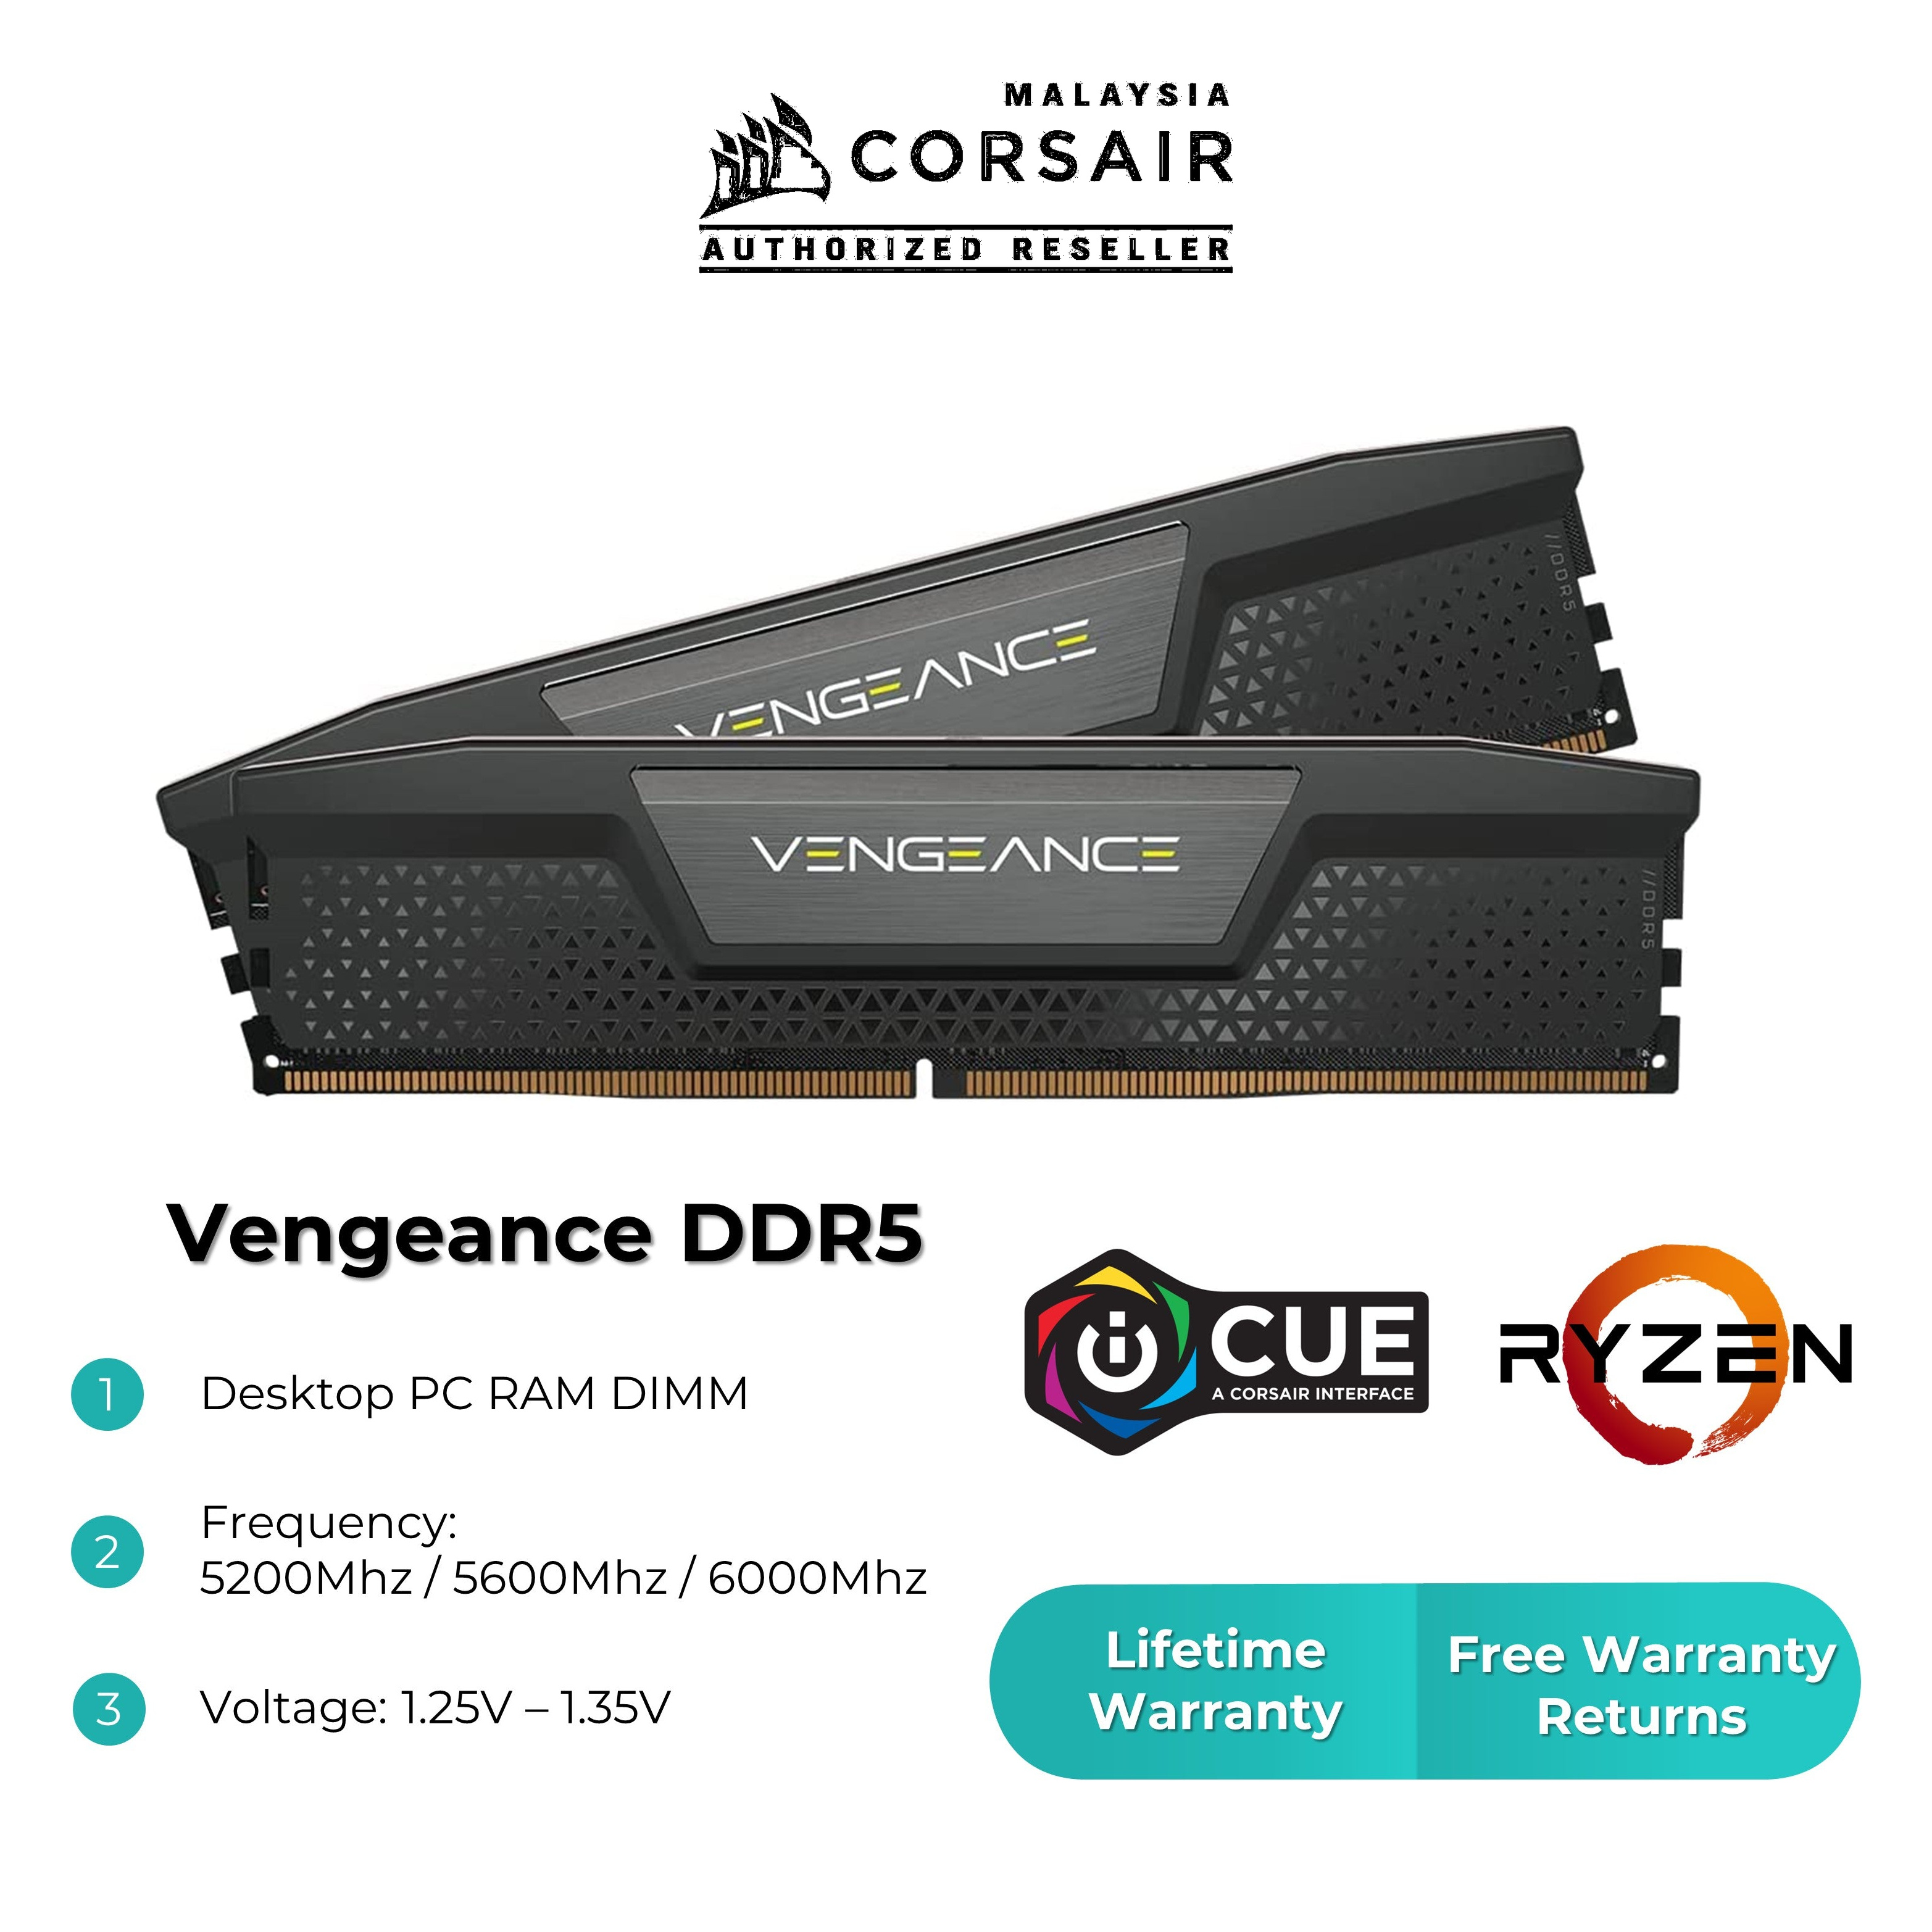 MALAYSIA
CORSAIR
AUTHORIZED RESELLER
//DDR5
VENGEANCE
VENGEANCE
//DDR5
Vengeance DDR5
1 Desktop PC RAM DIMM
2 Frequency:
5200Mhz / 5600Mhz / 6000Mhz
3 Voltage: 1.25V – 1.35V
i CUE
A CORSAIR INTERFACE
RYZEN
Lifetime
Warranty
Free Warranty
Returns